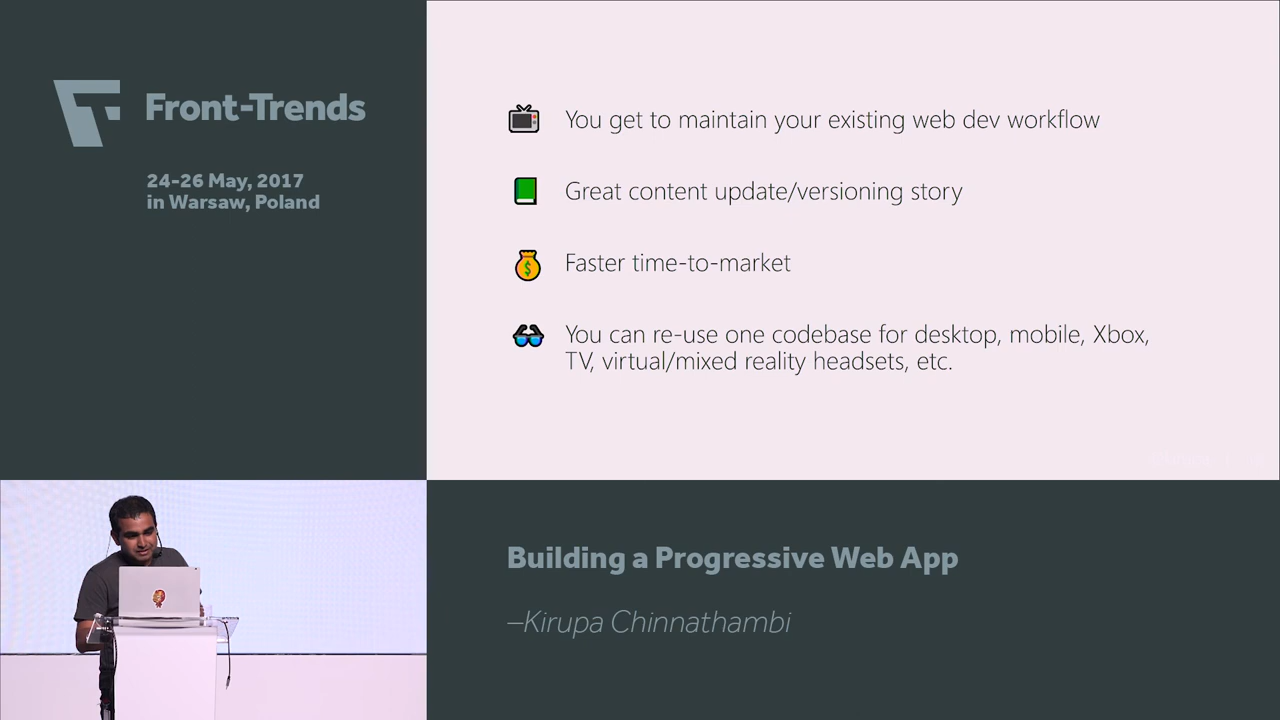 Front-Trends
24-26 May, 2017
in Warsaw, Poland
You get to maintain your existing web dev workflow
Great content update/versioning story
Faster time-to-market
You can re-use one codebase for desktop, mobile, Xbox,
TV, virtual/mixed reality headsets, etc.
Building a Progressive Web App
–Kirupa Chinnathambi